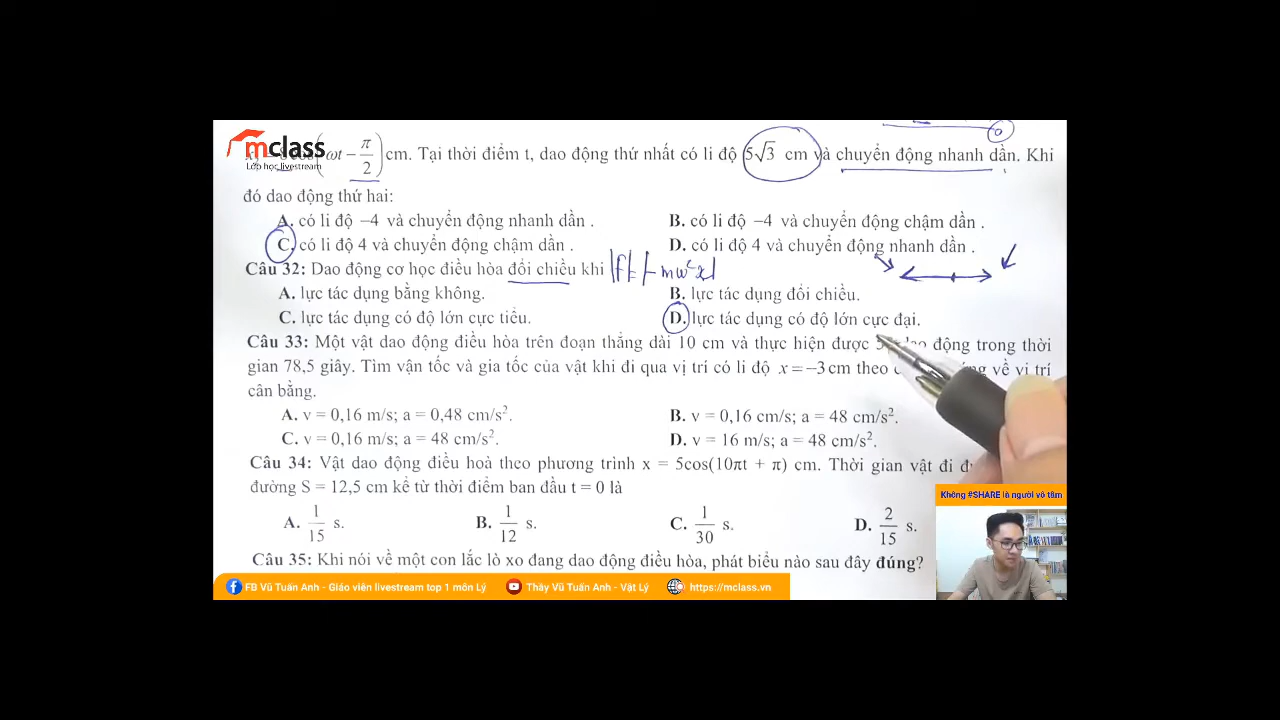 mclass
Lớp học livestream
ωt − π/2) cm. Tại thời điểm t, dao động thứ nhất có li độ 5√3 cm và chuyển động nhanh dần. Khi
đó dao động thứ hai:
A. có li độ −4 và chuyển động nhanh dần .
B. có li độ −4 và chuyển động chậm dần .
C. có li độ 4 và chuyển động chậm dần .
D. có li độ 4 và chuyển động nhanh dần .
Câu 32: Dao động cơ học điều hòa đổi chiều khi |F| = |-mω²x|
A. lực tác dụng bằng không.
B. lực tác dụng đổi chiều.
C. lực tác dụng có độ lớn cực tiểu.
D. lực tác dụng có độ lớn cực đại.
Câu 33: Một vật dao động điều hòa trên đoạn thẳng dài 10 cm và thực hiện được động trong thời
gian 78,5 giây. Tìm vận tốc và gia tốc của vật khi đi qua vị trí có li độ x = −3cm theo về vị trí
cân bằng.
A. v = 0,16 m/s; a = 0,48 cm/s².
B. v = 0,16 cm/s; a = 48 cm/s².
C. v = 0,16 m/s; a = 48 cm/s².
D. v = 16 m/s; a = 48 cm/s².
Câu 34: Vật dao động điều hoà theo phương trình x = 5cos(10πt + π) cm. Thời gian vật đi
đường S = 12,5 cm kể từ thời điểm ban đầu t = 0 là
A. 1/15 s.
B. 1/12 s.
C. 1/30 s.
D. 2/15 s.
Câu 35: Khi nói về một con lắc lò xo đang dao động điều hòa, phát biểu nào sau đây đúng?
Không #SHARE là người vô tâm
FB Vũ Tuấn Anh - Giáo viên livestream top 1 môn Lý
Thầy Vũ Tuấn Anh - Vật Lý
https://mclass.vn